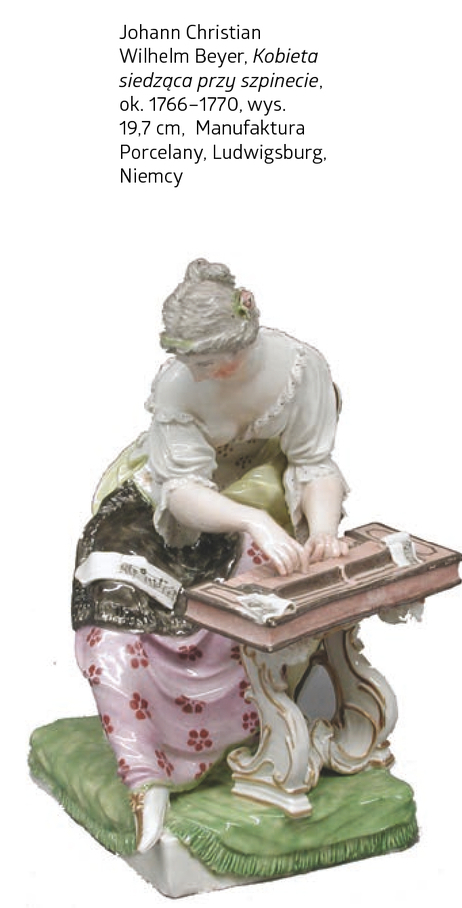 Johann Christian
Wilhelm Beyer, Kobieta
siedząca przy szpinecie,
ok. 1766–1770, wys.
19,7 cm, Manufaktura
Porcelany, Ludwigsburg,
Niemcy